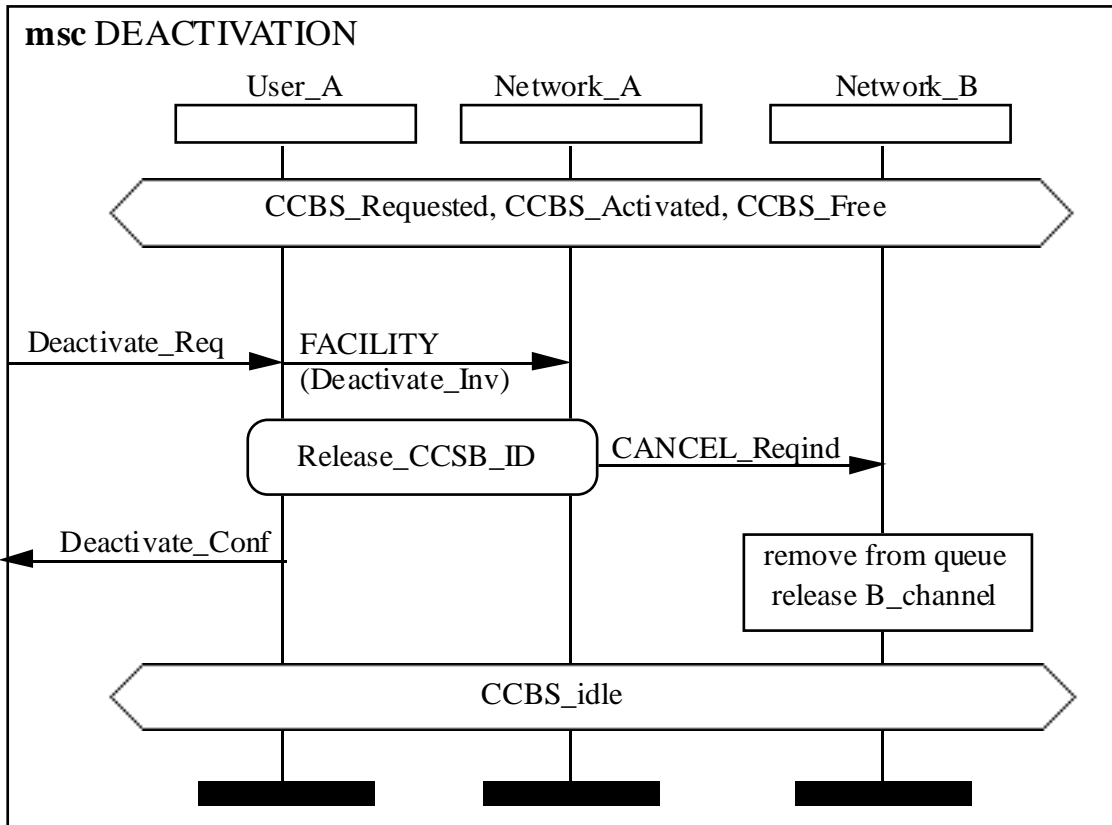 msc DEACTIVATION
User_A
Network_A
Network_B
CCBS_Requested, CCBS_Activated, CCBS_Free
Deactivate_Req
FACILITY
(Deactivate_Inv)
Release_CCSB_ID
CANCEL_Reqind
Deactivate_Conf
remove from queue
release B_channel
CCBS_idle